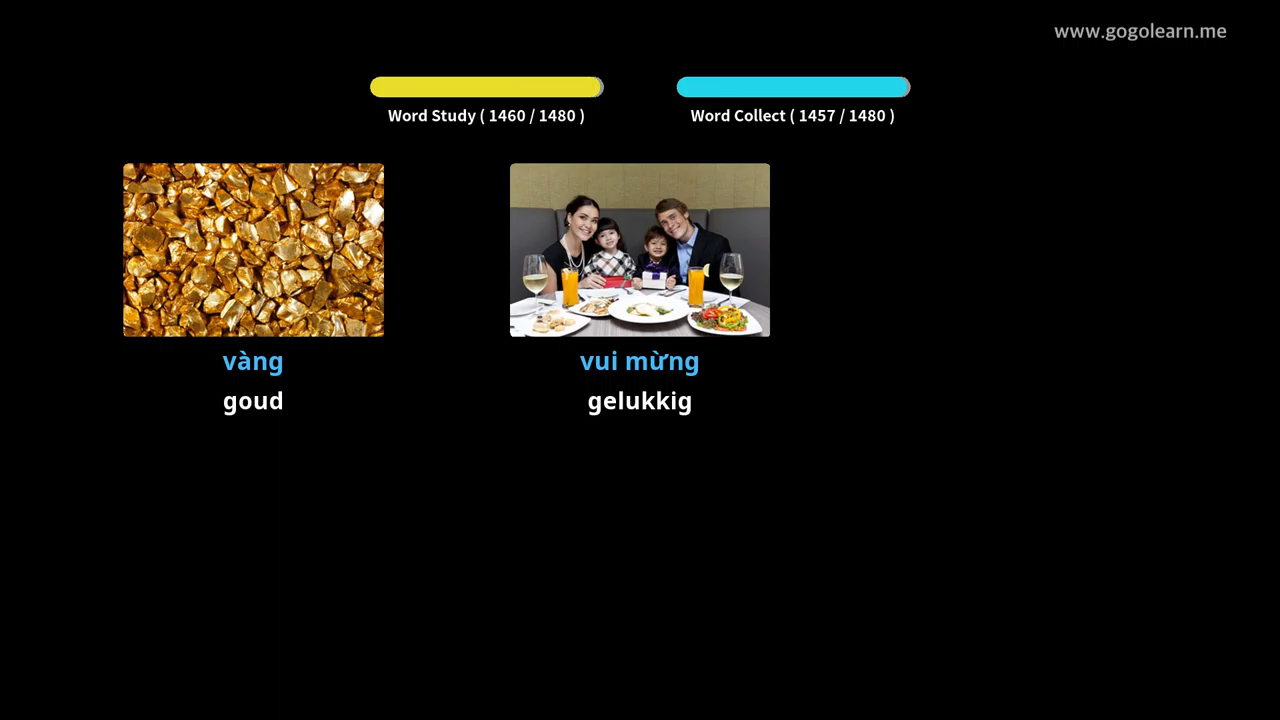 www.gogolearn.me
Word Study ( 1460 / 1480 )
Word Collect ( 1457 / 1480 )
vàng
goud
vui mừng
gelukkig